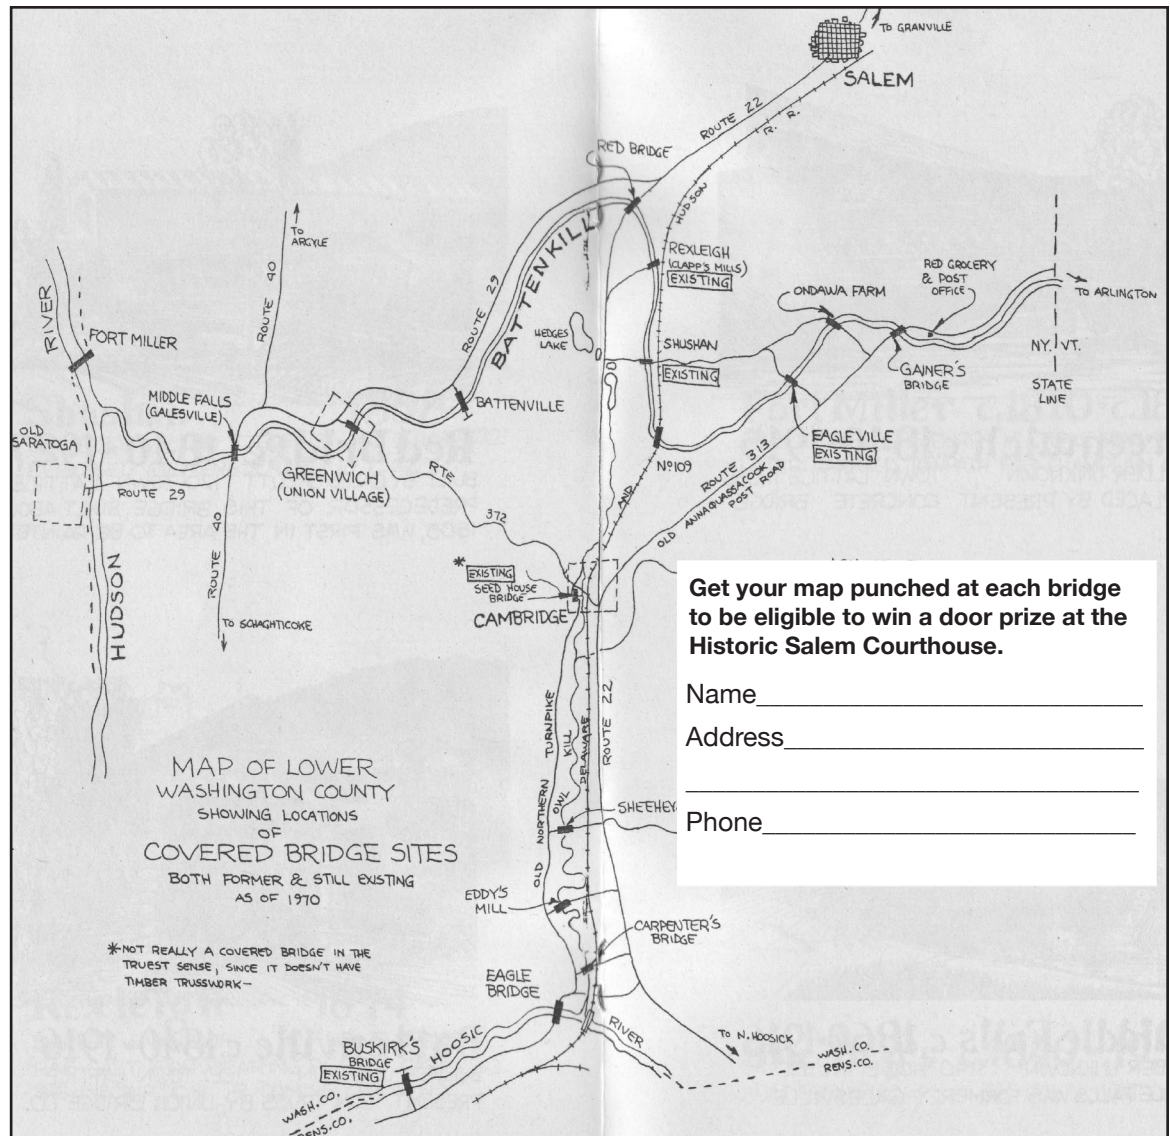 TO GRANVILLE
SALEM
ROUTE 22
R. R.
RED BRIDGE
HUDSON
TO
ARGYLE
BATTENKILL
REXLEIGH
(CLAPP'S MILLS)
EXISTING
RED GROCERY
& POST
OFFICE
ONDAWA FARM
TO ARLINGTON
RIVER
ROUTE 40
ROUTE 29
FORT MILLER
HEDGES
LAKE
SHUSHAN
EXISTING
NY. VT.
GAINER'S
BRIDGE
STATE
LINE
MIDDLE FALLS
(GALESVILLE)
BATTENVILLE
OLD
SARATOGA
EAGLEVILLE
EXISTING
Nº109
GREENWICH
(UNION VILLAGE)
RTE
372
ROUTE 29
ROUTE 313
OLD ANNAQUASSACOOK
POST ROAD
AND
ROUTE 40
HUDSON
*
EXISTING
SEED HOUSE
BRIDGE
CAMBRIDGE
TO SCHAGHTICOKE
Get your map punched at each bridge
to be eligible to win a door prize at the
Historic Salem Courthouse.
Name
Address
Phone
OLD NORTHERN TURNPIKE
OWL KILL
DELAWARE
ROUTE 22
MAP OF LOWER
WASHINGTON COUNTY
SHOWING LOCATIONS
OF
COVERED BRIDGE SITES
BOTH FORMER & STILL EXISTING
AS OF 1970
SHEEHEY
EDDY'S
MILL
CARPENTER'S
BRIDGE
*NOT REALLY A COVERED BRIDGE IN THE
TRUEST SENSE, SINCE IT DOESN'T HAVE
TIMBER TRUSSWORK—
EAGLE
BRIDGE
HOOSIC
RIVER
TO N. HOOSICK
BUSKIRK'S
BRIDGE
EXISTING
WASH. CO.
RENS. CO.
WASH. CO.
RENS. CO.